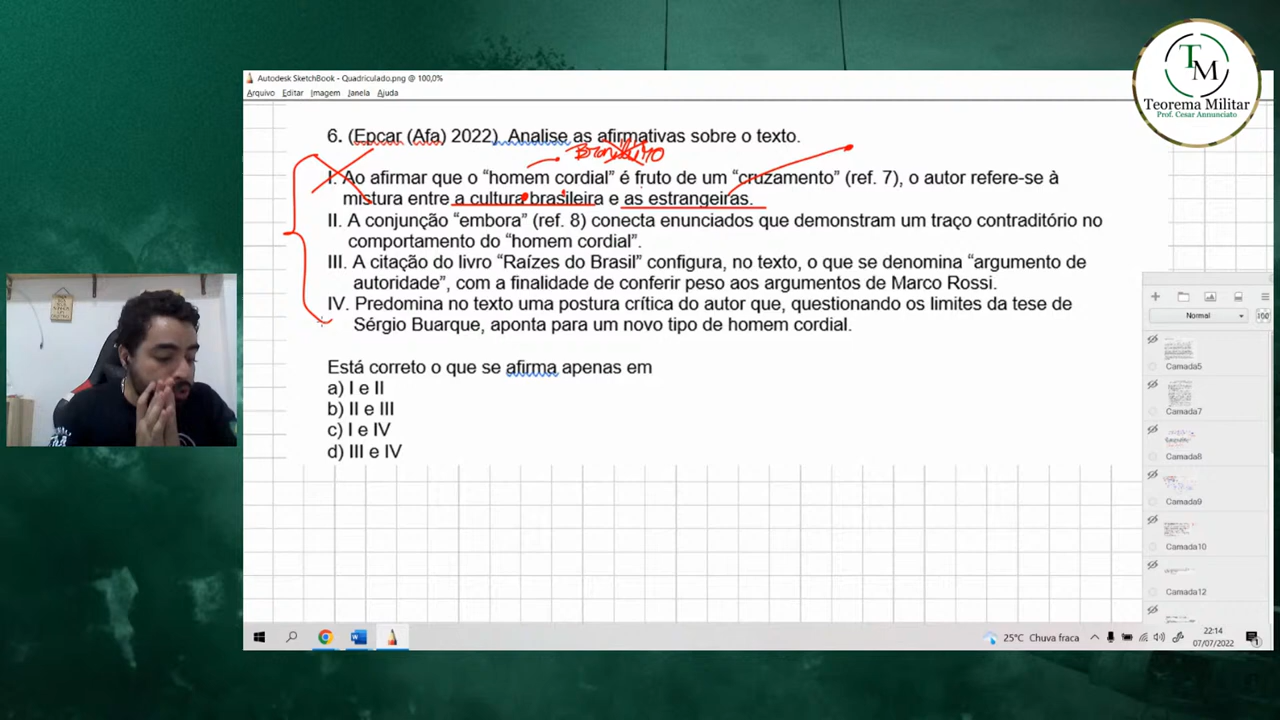 TM
Teorema Militar
Prof. Cesar Annunciato
Autodesk SketchBook - Quadriculado.png @ 100,0%
Arquivo Editar Imagem Janela Ajuda
6. (Epcar (Afa) 2022). Analise as afirmativas sobre o texto.
I. Ao afirmar que o “homem cordial” é fruto de um “cruzamento” (ref. 7), o autor refere-se à
mistura entre a cultura brasileira e as estrangeiras.
II. A conjunção “embora” (ref. 8) conecta enunciados que demonstram um traço contraditório no
comportamento do “homem cordial”.
III. A citação do livro “Raízes do Brasil” configura, no texto, o que se denomina “argumento de
autoridade”, com a finalidade de conferir peso aos argumentos de Marco Rossi.
IV. Predomina no texto uma postura crítica do autor que, questionando os limites da tese de
Sérgio Buarque, aponta para um novo tipo de homem cordial.
Está correto o que se afirma apenas em
a) I e II
b) II e III
c) I e IV
d) III e IV
Normal
100
Camada5
Camada7
Camada8
Camada9
Camada10
Camada12
25°C Chuva fraca
22:14
07/07/2022